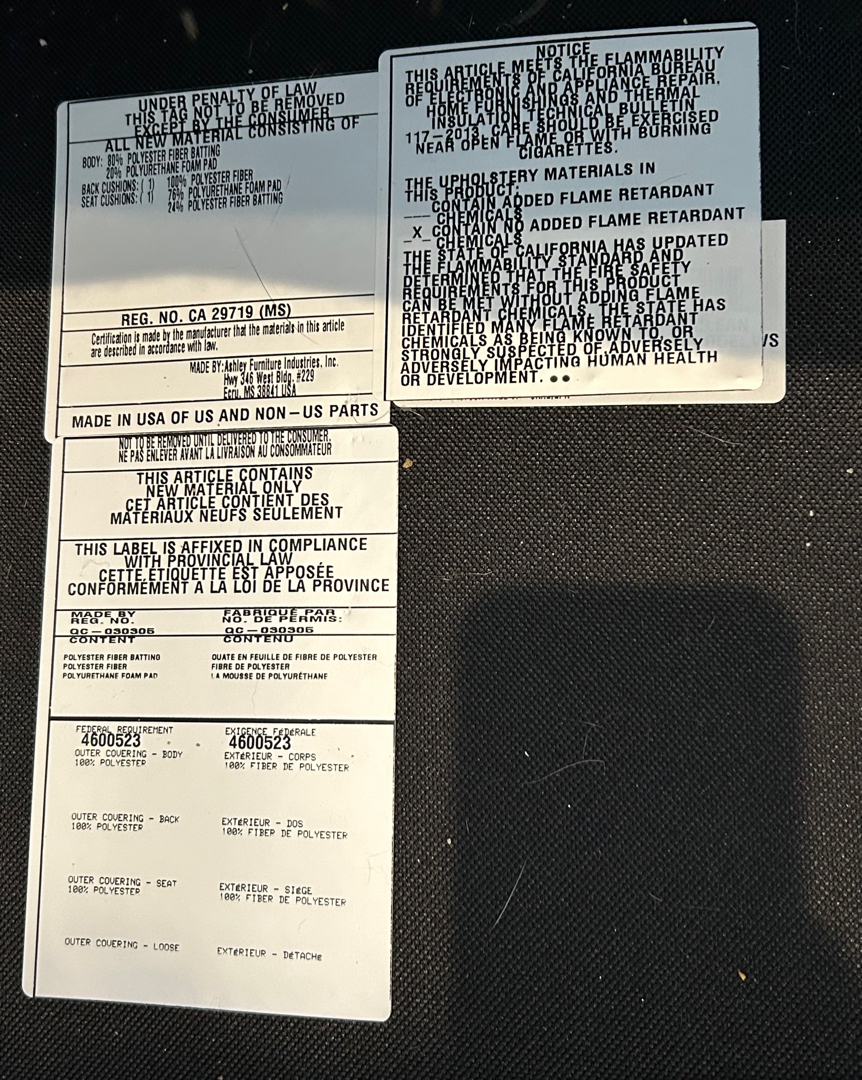 UNDER PENALTY OF LAW
THIS TAG NOT TO BE REMOVED
EXCEPT BY THE CONSUMER
ALL NEW MATERIAL CONSISTING OF
BODY: 80% POLYESTER FIBER BATTING
20% POLYURETHANE FOAM PAD
BACK CUSHIONS: ( 1) 100% POLYESTER FIBER
SEAT CUSHIONS: ( 1) 76% POLYURETHANE FOAM PAD
24% POLYESTER FIBER BATTING
REG. NO. CA 29719 (MS)
Certification is made by the manufacturer that the materials in this article
are described in accordance with law.
MADE BY:Ashley Furniture Industries, Inc.
Hwy 346 West Bldg. #229
Ecru, MS 38841 USA
MADE IN USA OF US AND NON-US PARTS
NOTICE
THIS ARTICLE MEETS THE FLAMMABILITY
REQUIREMENTS OF CALIFORNIA BUREAU
OF ELECTRONIC AND APPLIANCE REPAIR,
HOME FURNISHINGS AND THERMAL
INSULATION TECHNICAL BULLETIN
117-2013. CARE SHOULD BE EXERCISED
NEAR OPEN FLAME OR WITH BURNING
CIGARETTES.
THE UPHOLSTERY MATERIALS IN
THIS PRODUCT:
___ CONTAIN ADDED FLAME RETARDANT
CHEMICALS
_X_ CONTAIN NO ADDED FLAME RETARDANT
CHEMICALS
THE STATE OF CALIFORNIA HAS UPDATED
THE FLAMMABILITY STANDARD AND
DETERMINED THAT THE FIRE SAFETY
REQUIREMENTS FOR THIS PRODUCT
CAN BE MET WITHOUT ADDING FLAME
RETARDANT CHEMICALS. THE STATE HAS
IDENTIFIED MANY FLAME RETARDANT
CHEMICALS AS BEING KNOWN TO, OR
STRONGLY SUSPECTED OF, ADVERSELY
ADVERSELY IMPACTING HUMAN HEALTH
OR DEVELOPMENT. ●●
WS
NOT TO BE REMOVED UNTIL DELIVERED TO THE CONSUMER.
NE PAS ENLEVER AVANT LA LIVRAISON AU CONSOMMATEUR
THIS ARTICLE CONTAINS
NEW MATERIAL ONLY
CET ARTICLE CONTIENT DES
MATÉRIAUX NEUFS SEULEMENT
THIS LABEL IS AFFIXED IN COMPLIANCE
WITH PROVINCIAL LAW
CETTE ÉTIQUETTE EST APPOSÉE
CONFORMÉMENT A LA LOI DE LA PROVINCE
MADE BY FABRIQUÉ PAR
REG. NO. NO. DE PERMIS:
QC-030305 QC-030305
CONTENT CONTENU
POLYESTER FIBER BATTING OUATE EN FEUILLE DE FIBRE DE POLYESTER
POLYESTER FIBER FIBRE DE POLYESTER
POLYURETHANE FOAM PAD LA MOUSSE DE POLYURÉTHANE
FEDERAL REQUIREMENT EXIGENCE FéDéRALE
4600523 4600523
OUTER COVERING - BODY EXTéRIEUR - CORPS
100% POLYESTER 100% FIBER DE POLYESTER
OUTER COVERING - BACK EXTéRIEUR - DOS
100% POLYESTER 100% FIBER DE POLYESTER
OUTER COVERING - SEAT EXTéRIEUR - SIéGE
100% POLYESTER 100% FIBER DE POLYESTER
OUTER COVERING - LOOSE EXTéRIEUR - DéTACHé